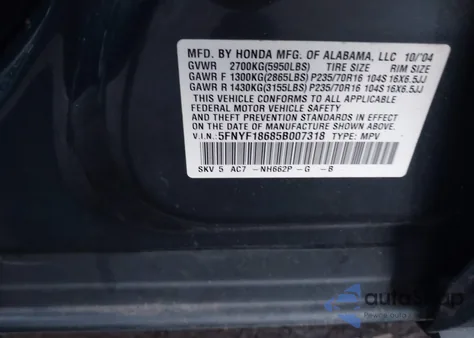 MFD. BY HONDA MFG. OF ALABAMA, LLC 10/'04
GVWR 2700KG(5950LBS) TIRE SIZE RIM SIZE
GAWR F 1300KG(2865LBS) P235/70R16 104S 16X6.5JJ
GAWR R 1430KG(3155LBS) P235/70R16 104S 16X6.5JJ
THIS VEHICLE CONFORMS TO ALL APPLICABLE
FEDERAL MOTOR VEHICLE
SAFETY AND THEFT PREVENTION STANDARDS IN EFFECT
ON THE DATE OF MANUFACTURE SHOWN ABOVE.
V.I.N.: 5FNYF18685B007318 TYPE: MPV
SKV 5 AC7 -NH662P -G -B
autoSnap